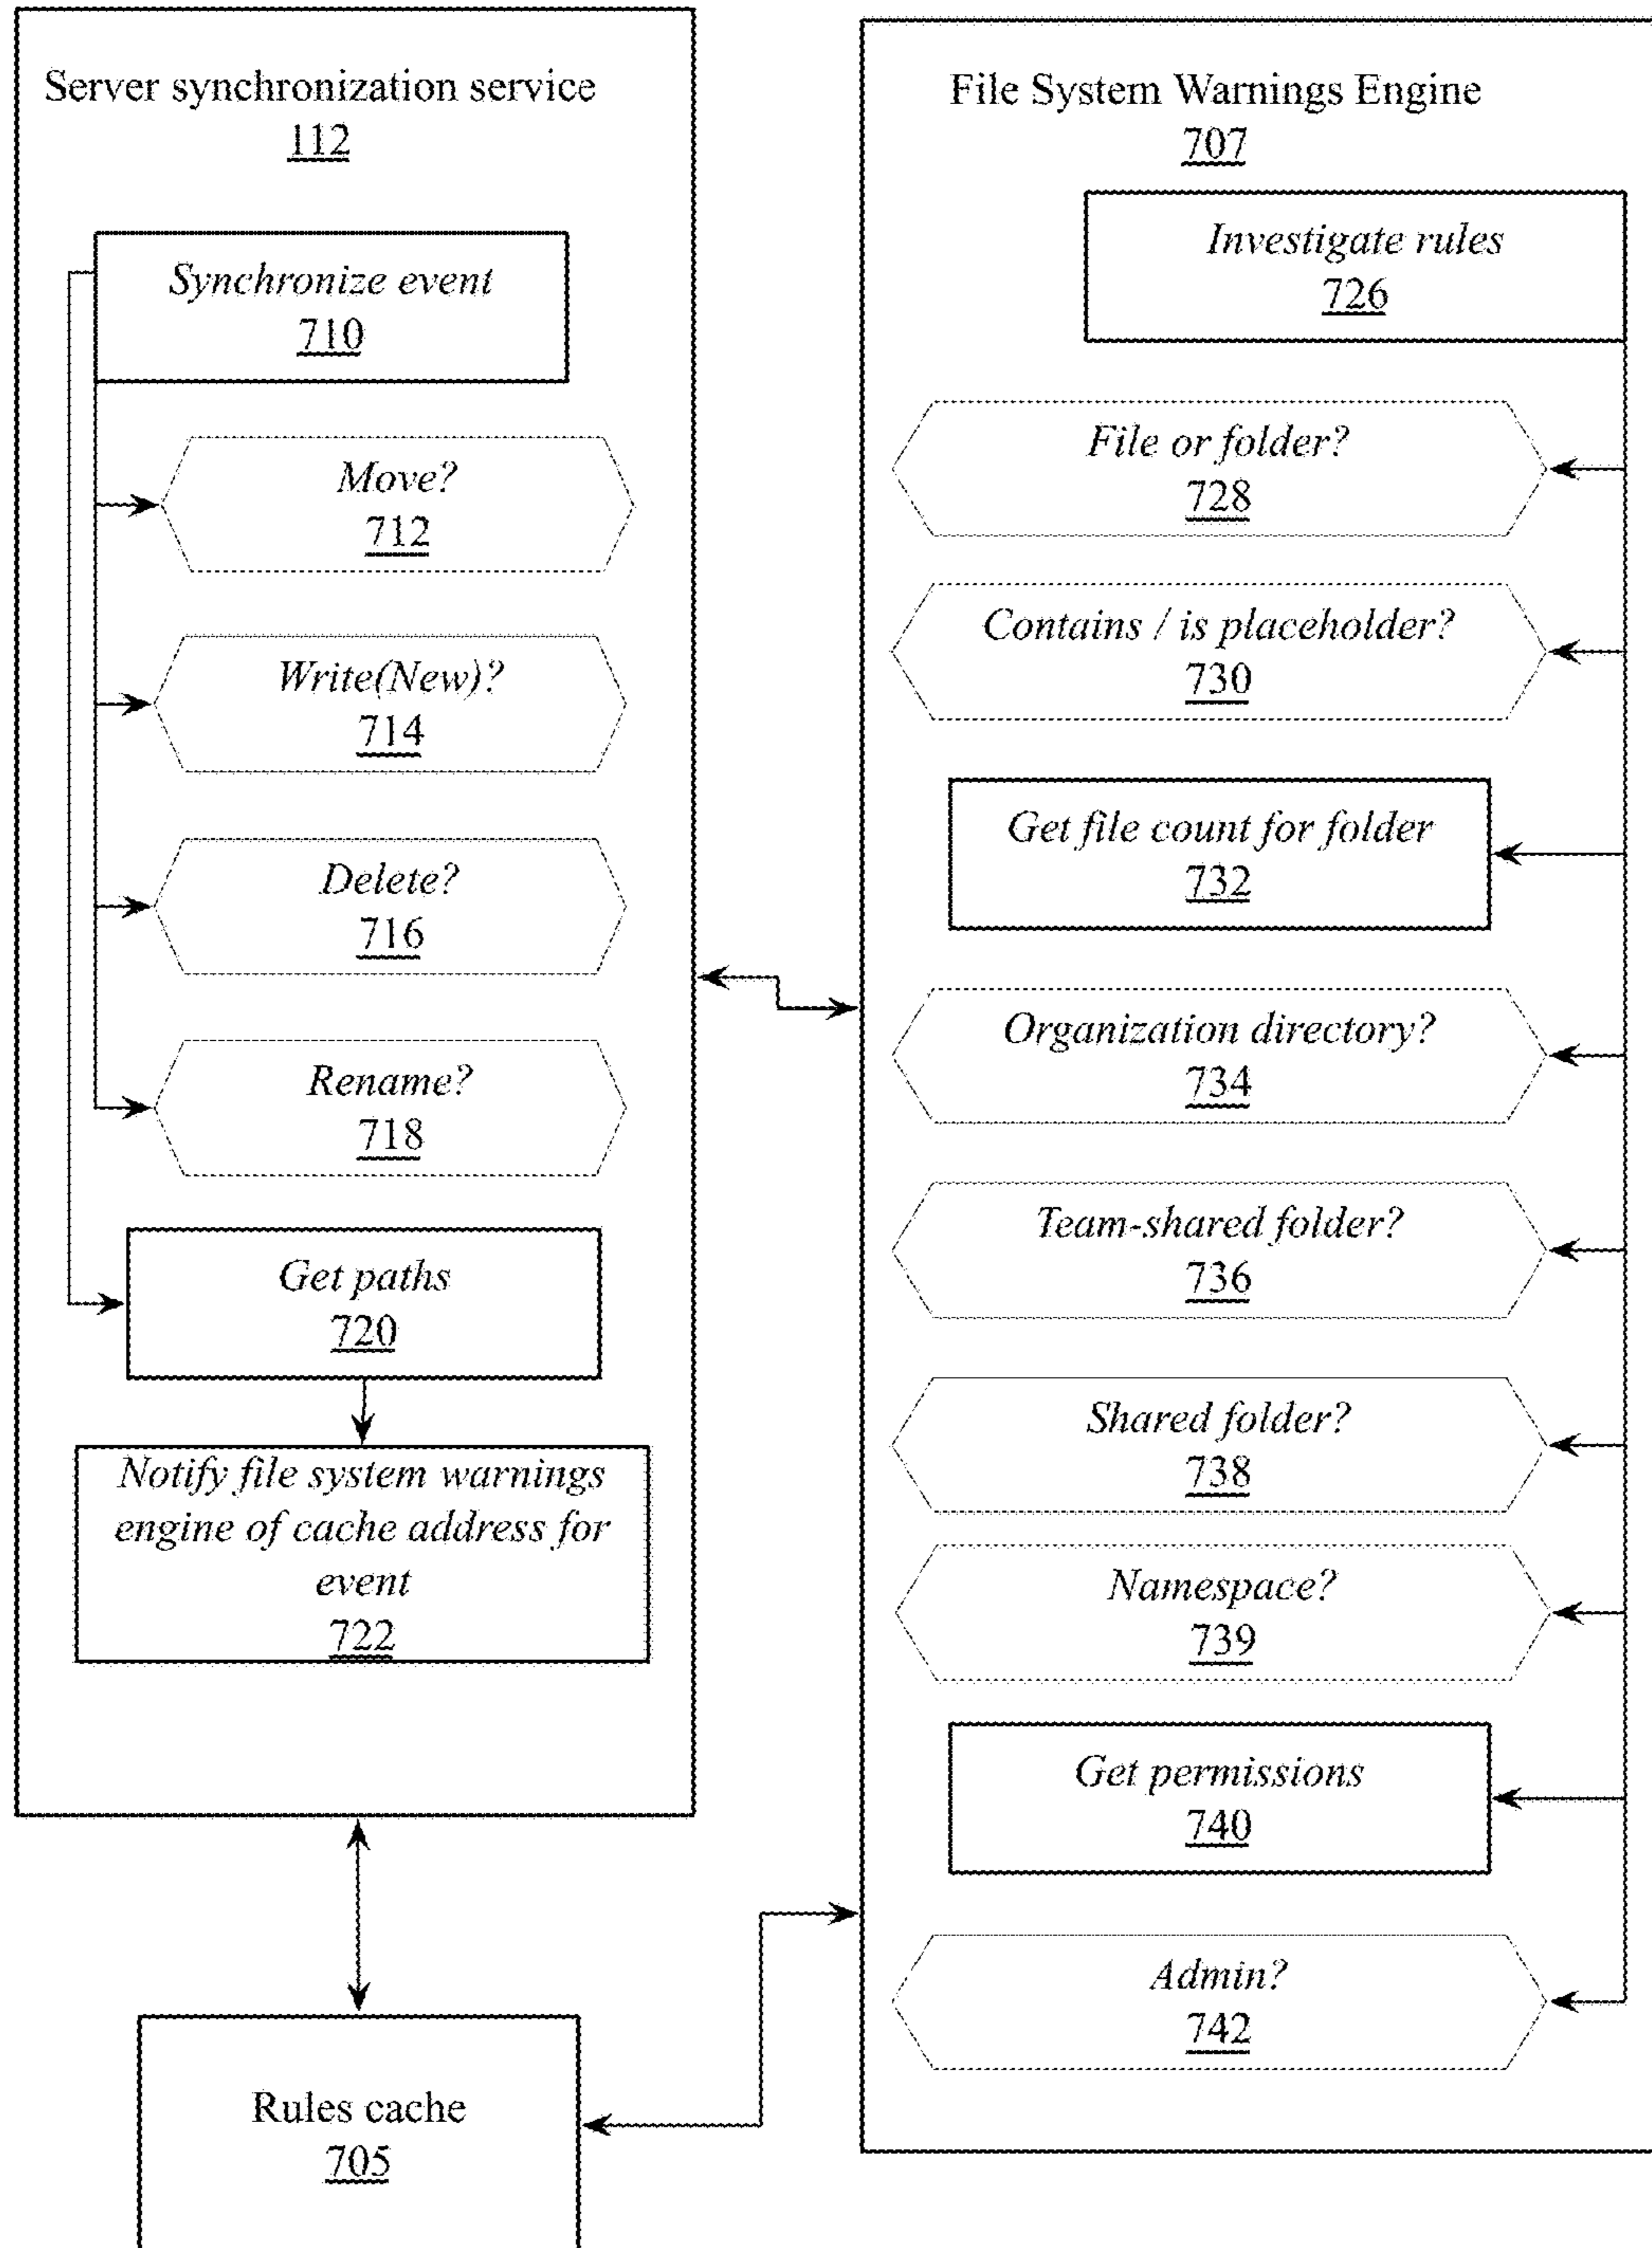 Server synchronization service
112
Synchronize event
710
Move?
712
Write(New)?
714
Delete?
716
Rename?
718
Get paths
720
Notify file system warnings
engine of cache address for
event
722
Rules cache
705
File System Warnings Engine
707
Investigate rules
726
File or folder?
728
Contains / is placeholder?
730
Get file count for folder
732
Organization directory?
734
Team-shared folder?
736
Shared folder?
738
Namespace?
739
Get permissions
740
Admin?
742